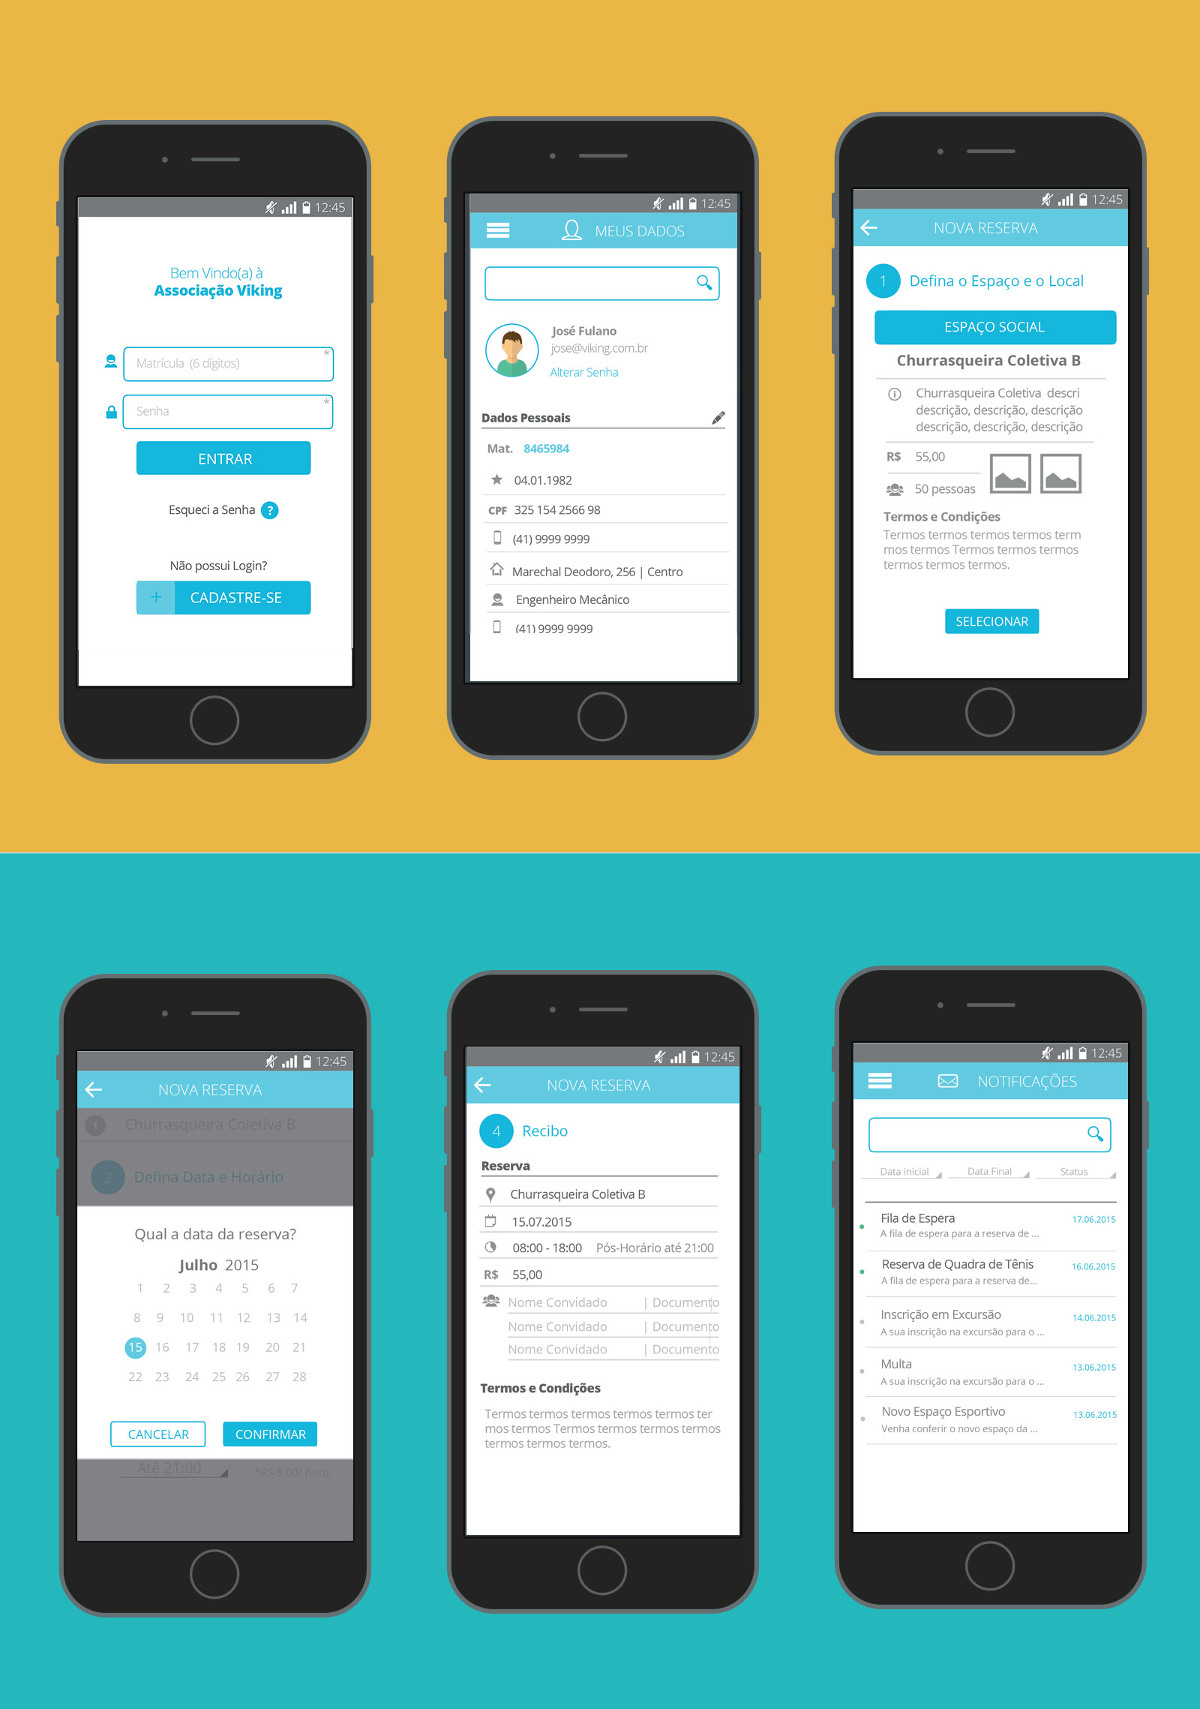 12:45
Bem Vindo(a) à
Associação Viking
Matrícula (6 dígitos) *
Senha *
ENTRAR
Esqueci a Senha ?
Não possui Login?
+ CADASTRE-SE
12:45
MEUS DADOS
José Fulano
jose@viking.com.br
Alterar Senha
Dados Pessoais
Mat. 8465984
04.01.1982
CPF 325 154 2566 98
(41) 9999 9999
Marechal Deodoro, 256 | Centro
Engenheiro Mecânico
(41) 9999 9999
12:45
NOVA RESERVA
1 Defina o Espaço e o Local
ESPAÇO SOCIAL
Churrasqueira Coletiva B
Churrasqueira Coletiva descri
descrição, descrição, descrição
descrição, descrição, descrição
R$ 55,00
50 pessoas
Termos e Condições
Termos termos termos termos term
mos termos Termos termos termos
termos termos termos.
SELECIONAR
12:45
NOVA RESERVA
1 Churrasqueira Coletiva B
2 Defina Data e Horário
Qual a data da reserva?
Julho 2015
1 2 3 4 5 6 7
8 9 10 11 12 13 14
15 16 17 18 19 20 21
22 23 24 25 26 27 28
CANCELAR CONFIRMAR
Até 21:00 *R$ 5,00/ hora
12:45
NOVA RESERVA
4 Recibo
Reserva
Churrasqueira Coletiva B
15.07.2015
08:00 - 18:00 Pós-Horário até 21:00
R$ 55,00
Nome Convidado | Documento
Nome Convidado | Documento
Nome Convidado | Documento
Termos e Condições
Termos termos termos termos termos ter
mos termos Termos termos termos termos
termos termos termos.
12:45
NOTIFICAÇÕES
Data inicial Data Final Status
Fila de Espera 17.06.2015
A fila de espera para a reserva de ...
Reserva de Quadra de Tênis 16.06.2015
A fila de espera para a reserva de...
Inscrição em Excursão 14.06.2015
A sua inscrição na excursão para o ...
Multa 13.06.2015
A sua inscrição na excursão para o ...
Novo Espaço Esportivo 13.06.2015
Venha conferir o novo espaço da ...